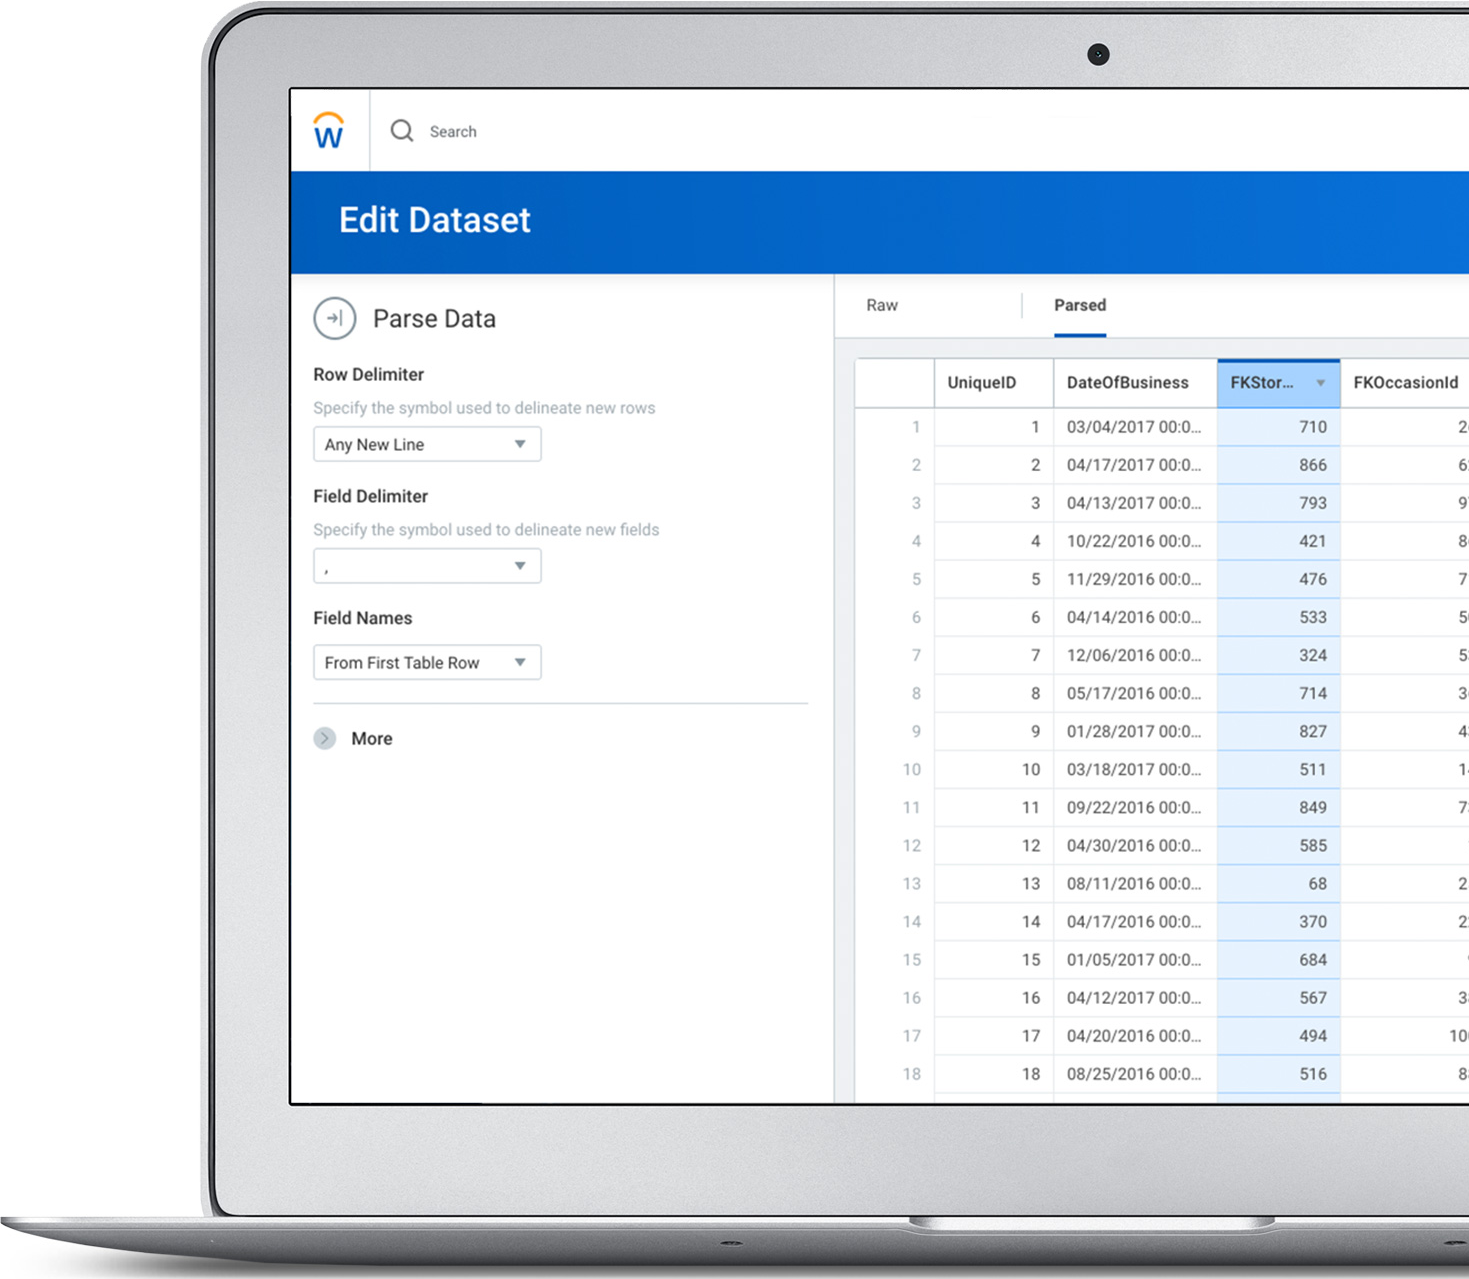 W
Search
Edit Dataset
Parse Data
Row Delimiter
Specify the symbol used to delineate new rows
Any New Line
Field Delimiter
Specify the symbol used to delineate new fields
,
Field Names
From First Table Row
More
Raw Parsed
UniqueID DateOfBusiness FKStor... FKOccasionId
1 1 03/04/2017 00:0... 710
2 2 04/17/2017 00:0... 866
3 3 04/13/2017 00:0... 793
4 4 10/22/2016 00:0... 421
5 5 11/29/2016 00:0... 476
6 6 04/14/2016 00:0... 533
7 7 12/06/2016 00:0... 324
8 8 05/17/2016 00:0... 714
9 9 01/28/2017 00:0... 827
10 10 03/18/2017 00:0... 511
11 11 09/22/2016 00:0... 849
12 12 04/30/2016 00:0... 585
13 13 08/11/2016 00:0... 68
14 14 04/17/2016 00:0... 370
15 15 01/05/2017 00:0... 684
16 16 04/12/2017 00:0... 567
17 17 04/20/2016 00:0... 494
18 18 08/25/2016 00:0... 516